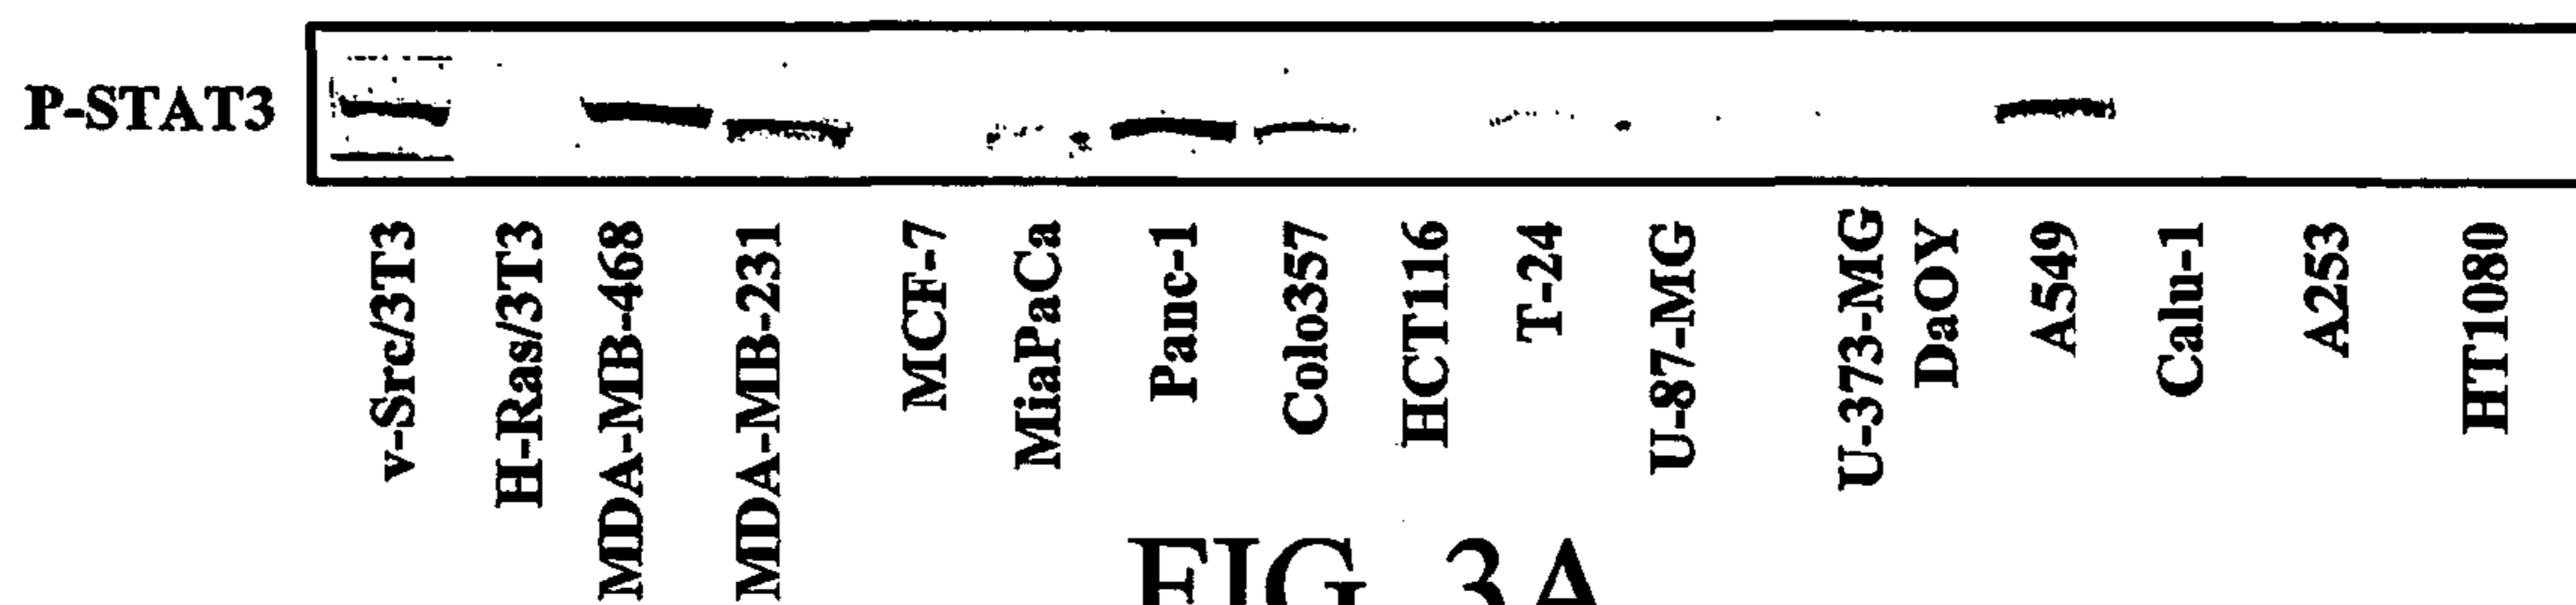 P-STAT3
v-Src/3T3
H-Ras/3T3
MDA-MB-468
MDA-MB-231
MCF-7
MiaPaCa
Panc-1
Colo357
HCT116
T-24
U-87-MG
U-373-MG
DaOY
A549
Calu-1
A253
HT1080
FIG. 3A